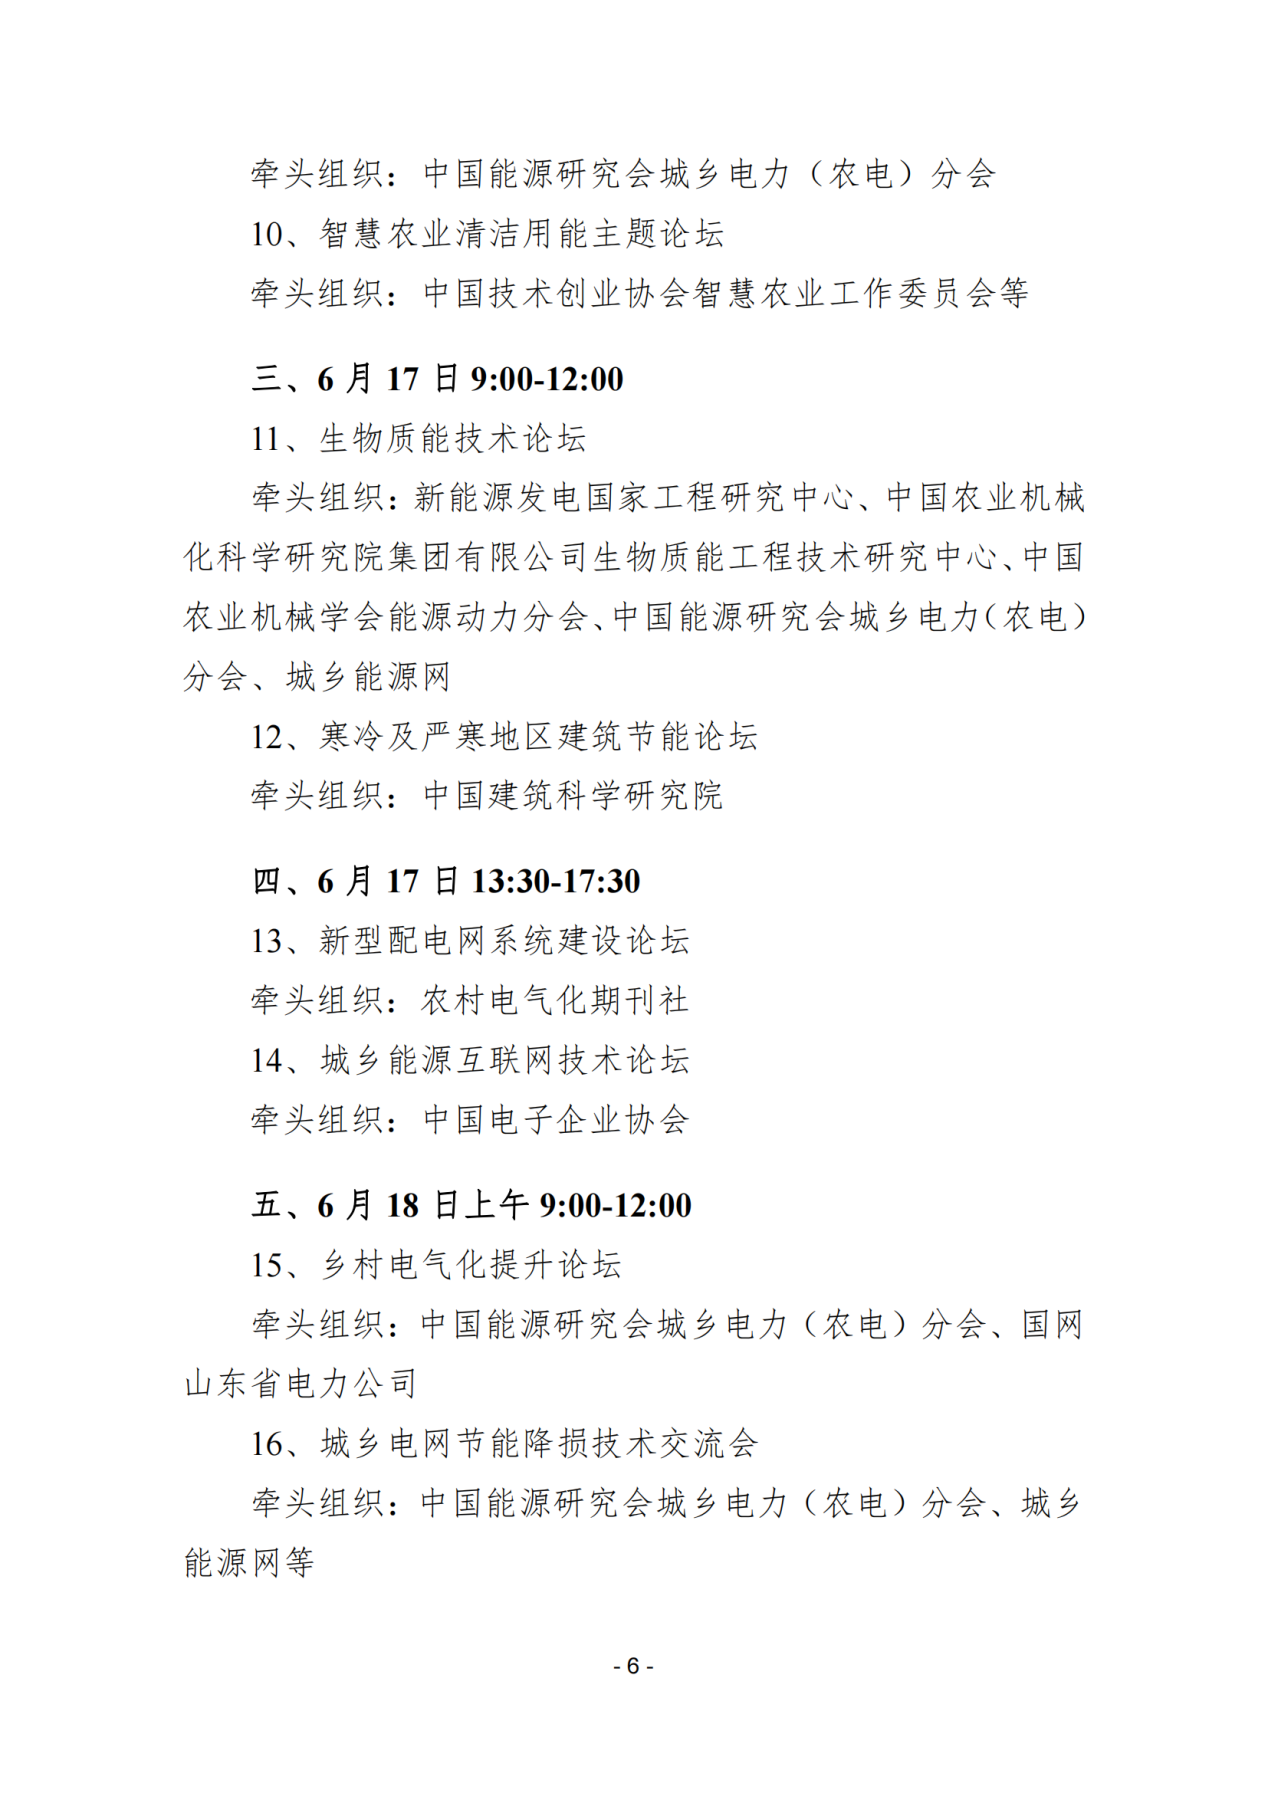 牵头组织：中国能源研究会城乡电力（农电）分会
10、智慧农业清洁用能主题论坛
牵头组织：中国技术创业协会智慧农业工作委员会等
三、6 月 17 日 9:00-12:00
11、生物质能技术论坛
牵头组织：新能源发电国家工程研究中心、中国农业机械
化科学研究院集团有限公司生物质能工程技术研究中心、中国
农业机械学会能源动力分会、中国能源研究会城乡电力（农电）
分会、城乡能源网
12、寒冷及严寒地区建筑节能论坛
牵头组织：中国建筑科学研究院
四、6 月 17 日 13:30-17:30
13、新型配电网系统建设论坛
牵头组织：农村电气化期刊社
14、城乡能源互联网技术论坛
牵头组织：中国电子企业协会
五、6 月 18 日上午 9:00-12:00
15、乡村电气化提升论坛
牵头组织：中国能源研究会城乡电力（农电）分会、国网
山东省电力公司
16、城乡电网节能降损技术交流会
牵头组织：中国能源研究会城乡电力（农电）分会、城乡
能源网等
- 6 -